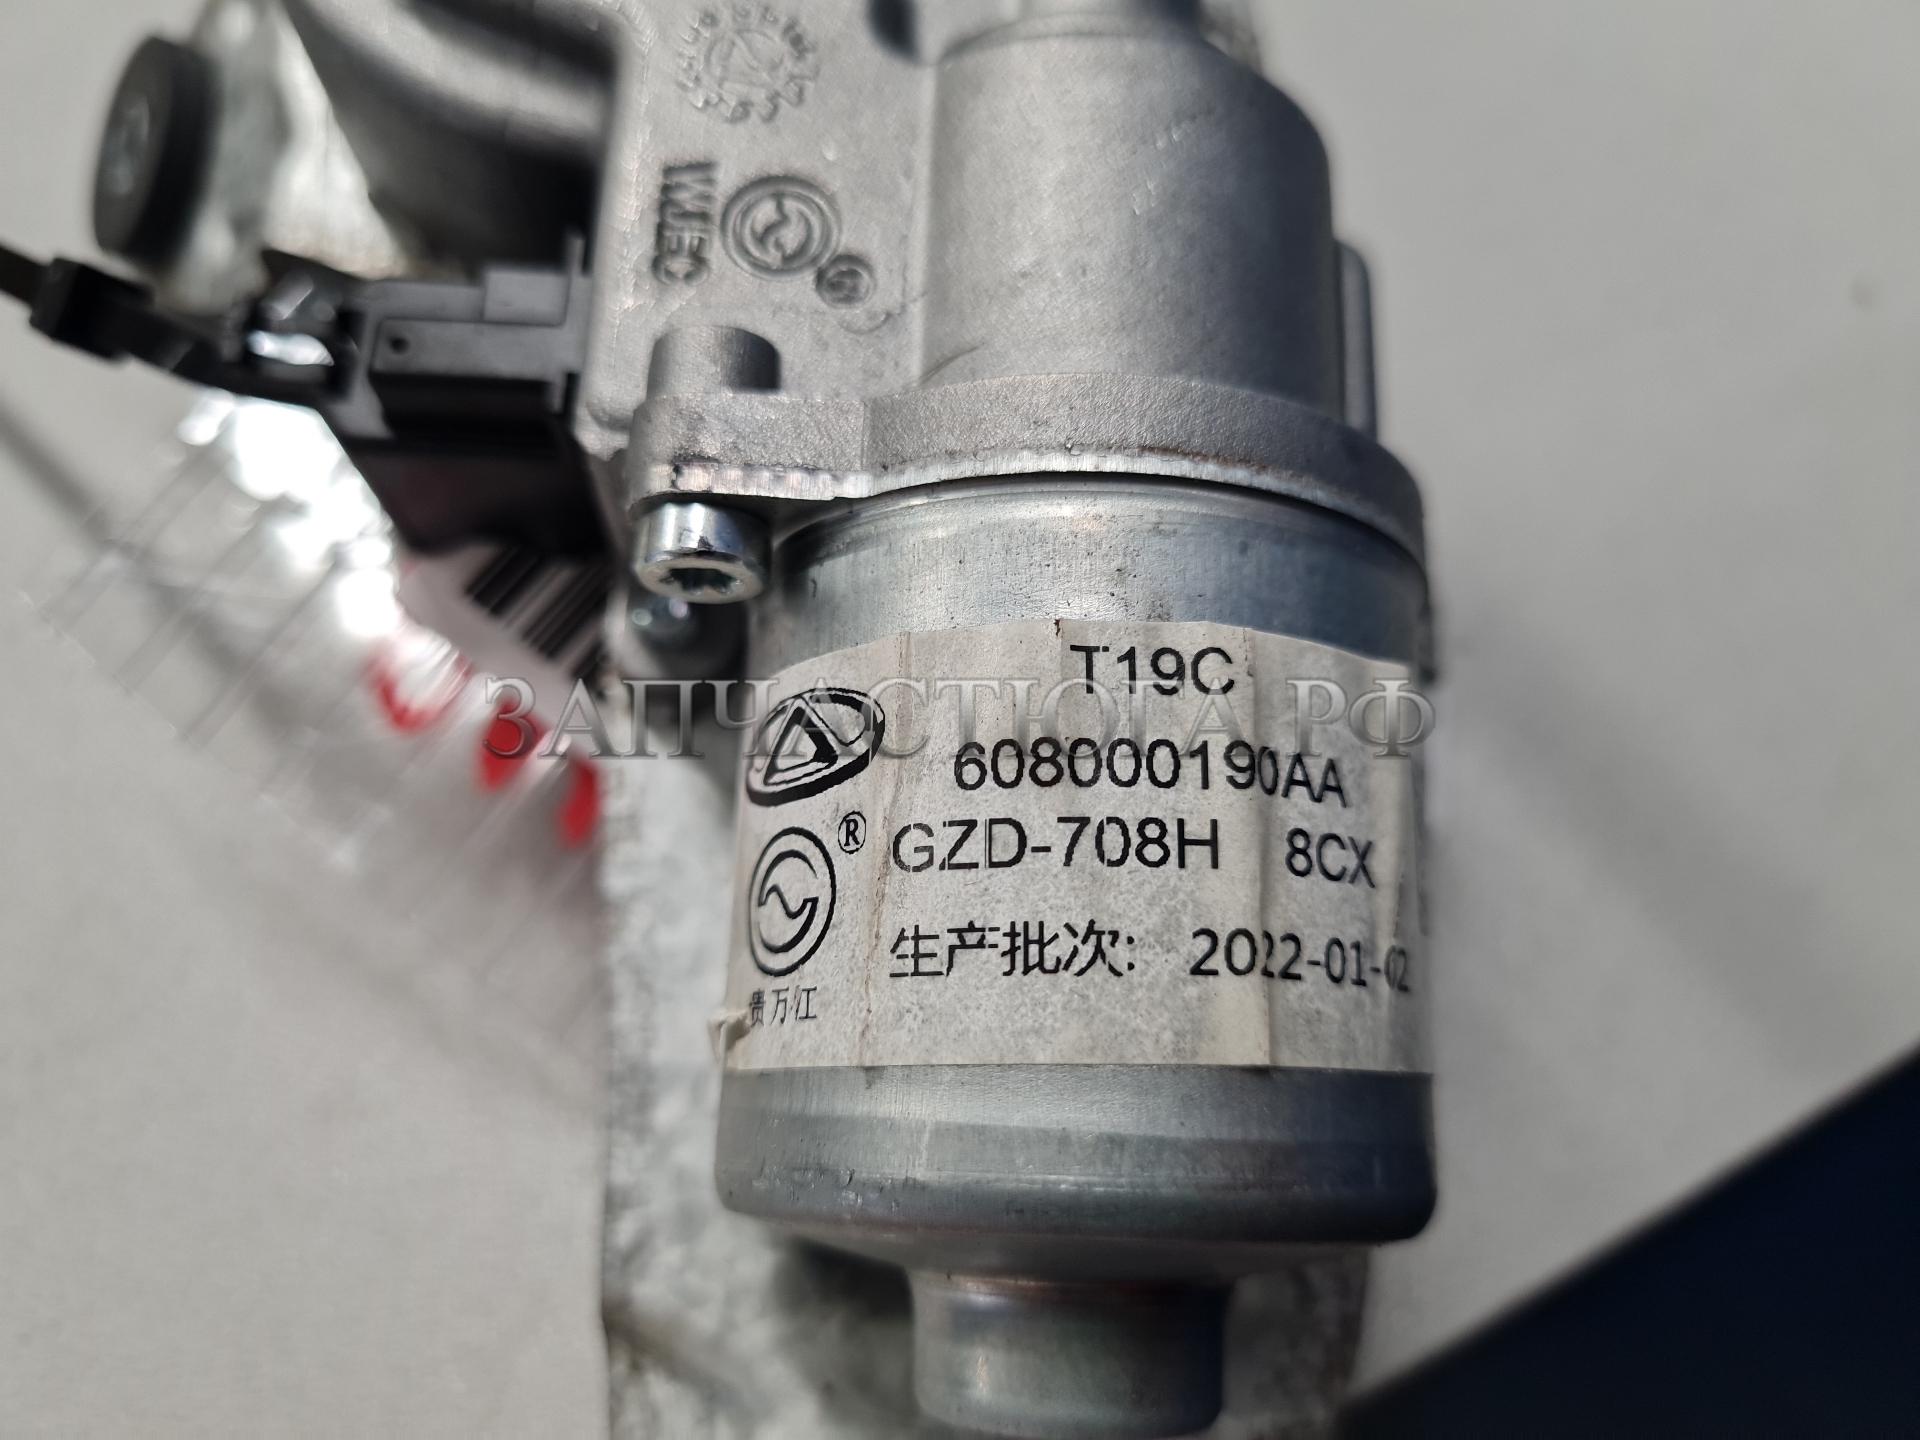 WJEC
T19C
608000190AA
® GZD-708H 8CX
生产批次: 2022-01-02
贵万江
ЗАПЧАСТЮГА.РФ